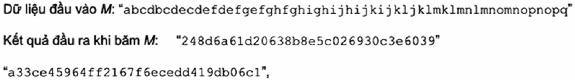 Dữ liệu đầu vào M: "abcdbcdecdefdefgefghfghighijhijkijkljklmklmnlmnomnopnopq"
Kết quả đầu ra khi băm M: "248d6a61d20638b8e5c026930c3e6039"
"a33ce45964ff2167f6ecedd419db06c1",